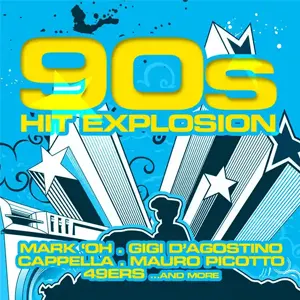 90s
HIT EXPLOSION
MARK 'OH . GIGI D'AGOSTINO
CAPPELLA . MAURO PICOTTO
49ERS ...AND MORE